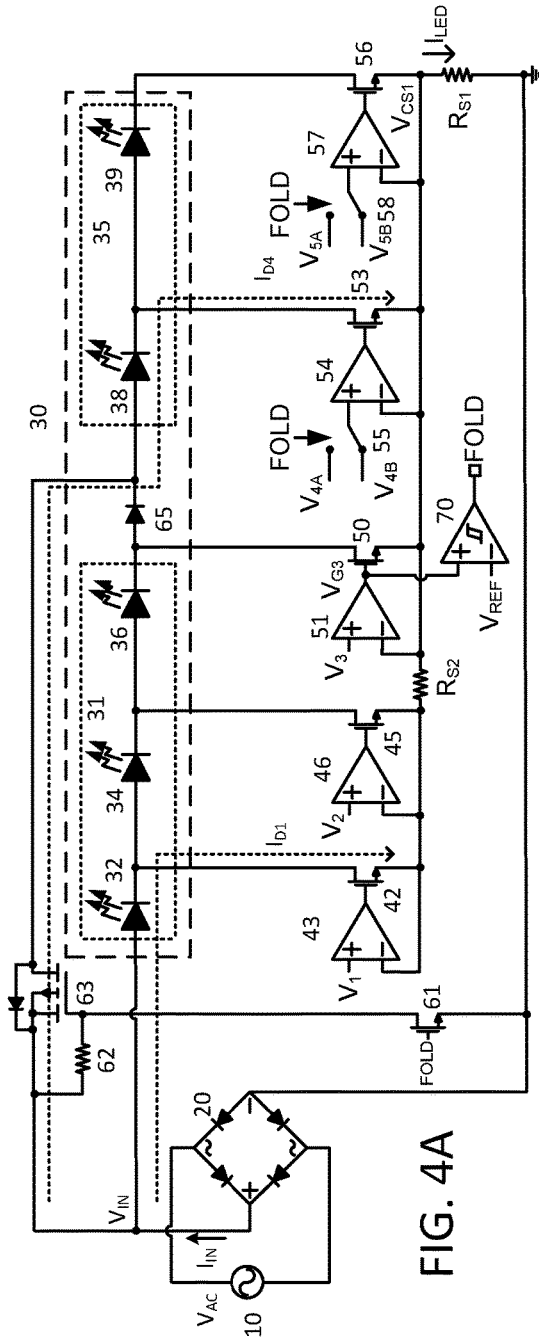 30
31
35
32
34
36
65
38
39
63
62
V_IN
I_IN
V_AC
10
20
I_D1
I_D4
43
42
V_1
46
45
V_2
51
50
V_3
V_G3
54
53
FOLD
V_4A
V_4B
55
57
56
FOLD
V_5A
V_5B
58
V_CS1
I_LED
R_S1
R_S2
FOLD
61
70
FOLD
V_REF
+
−
FIG. 4A